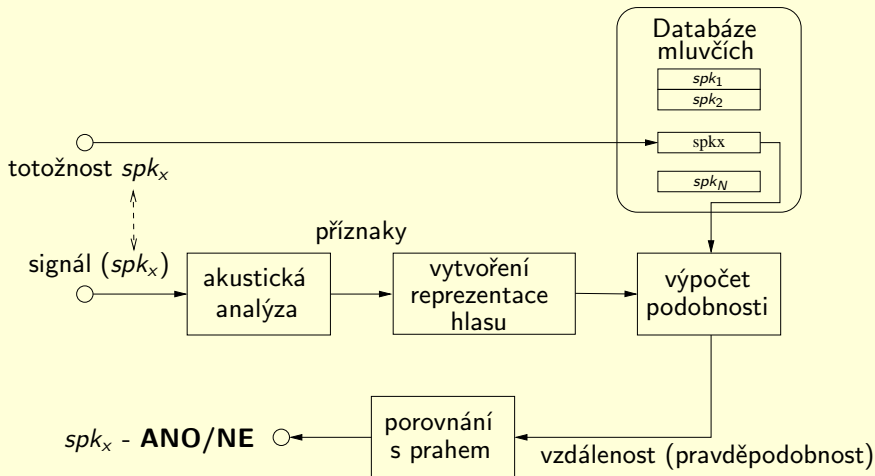 Databáze
mluvčích
spk₁
spk₂
spkx
spk_N
totožnost spkₓ
signál (spkₓ)
příznaky
akustická
analýza
vytvoření
reprezentace
hlasu
výpočet
podobnosti
porovnání
s prahem
vzdálenost (pravděpodobnost)
spkₓ - ANO/NE